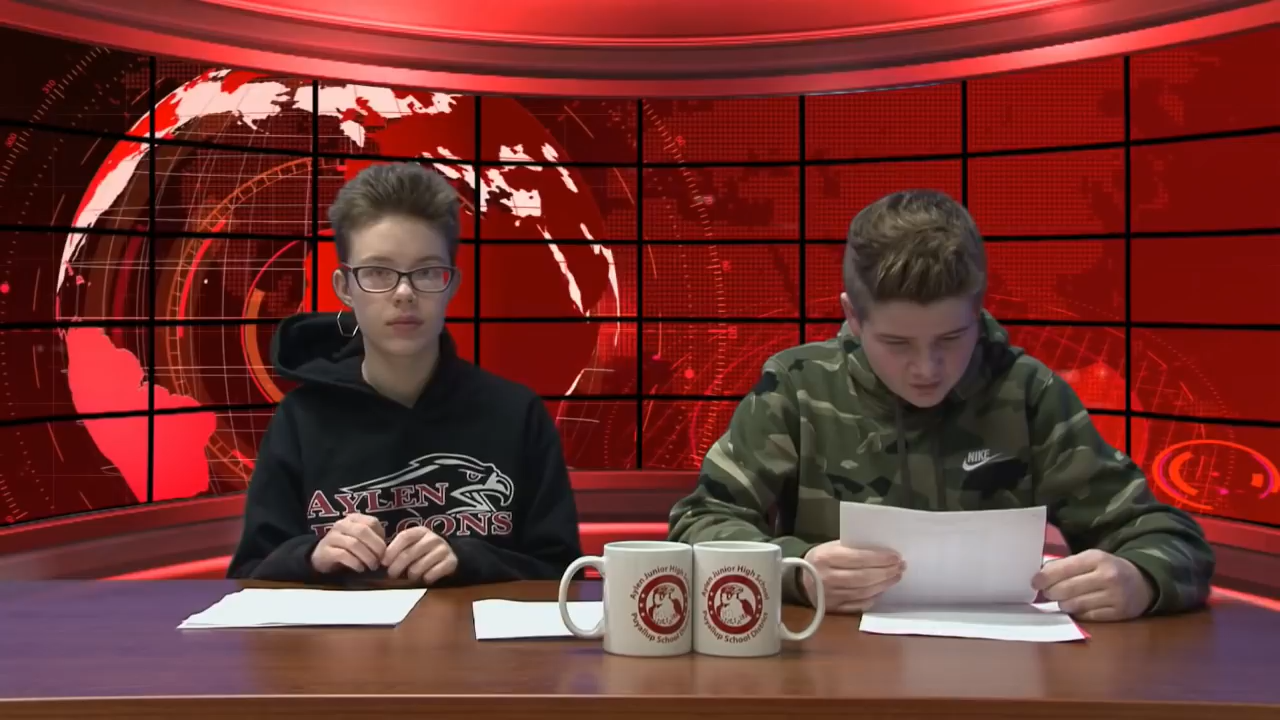 AYLEN
FALCONS
NIKE
Aylen Junior High School
Puyallup School District
Aylen Junior High School
Puyallup School District